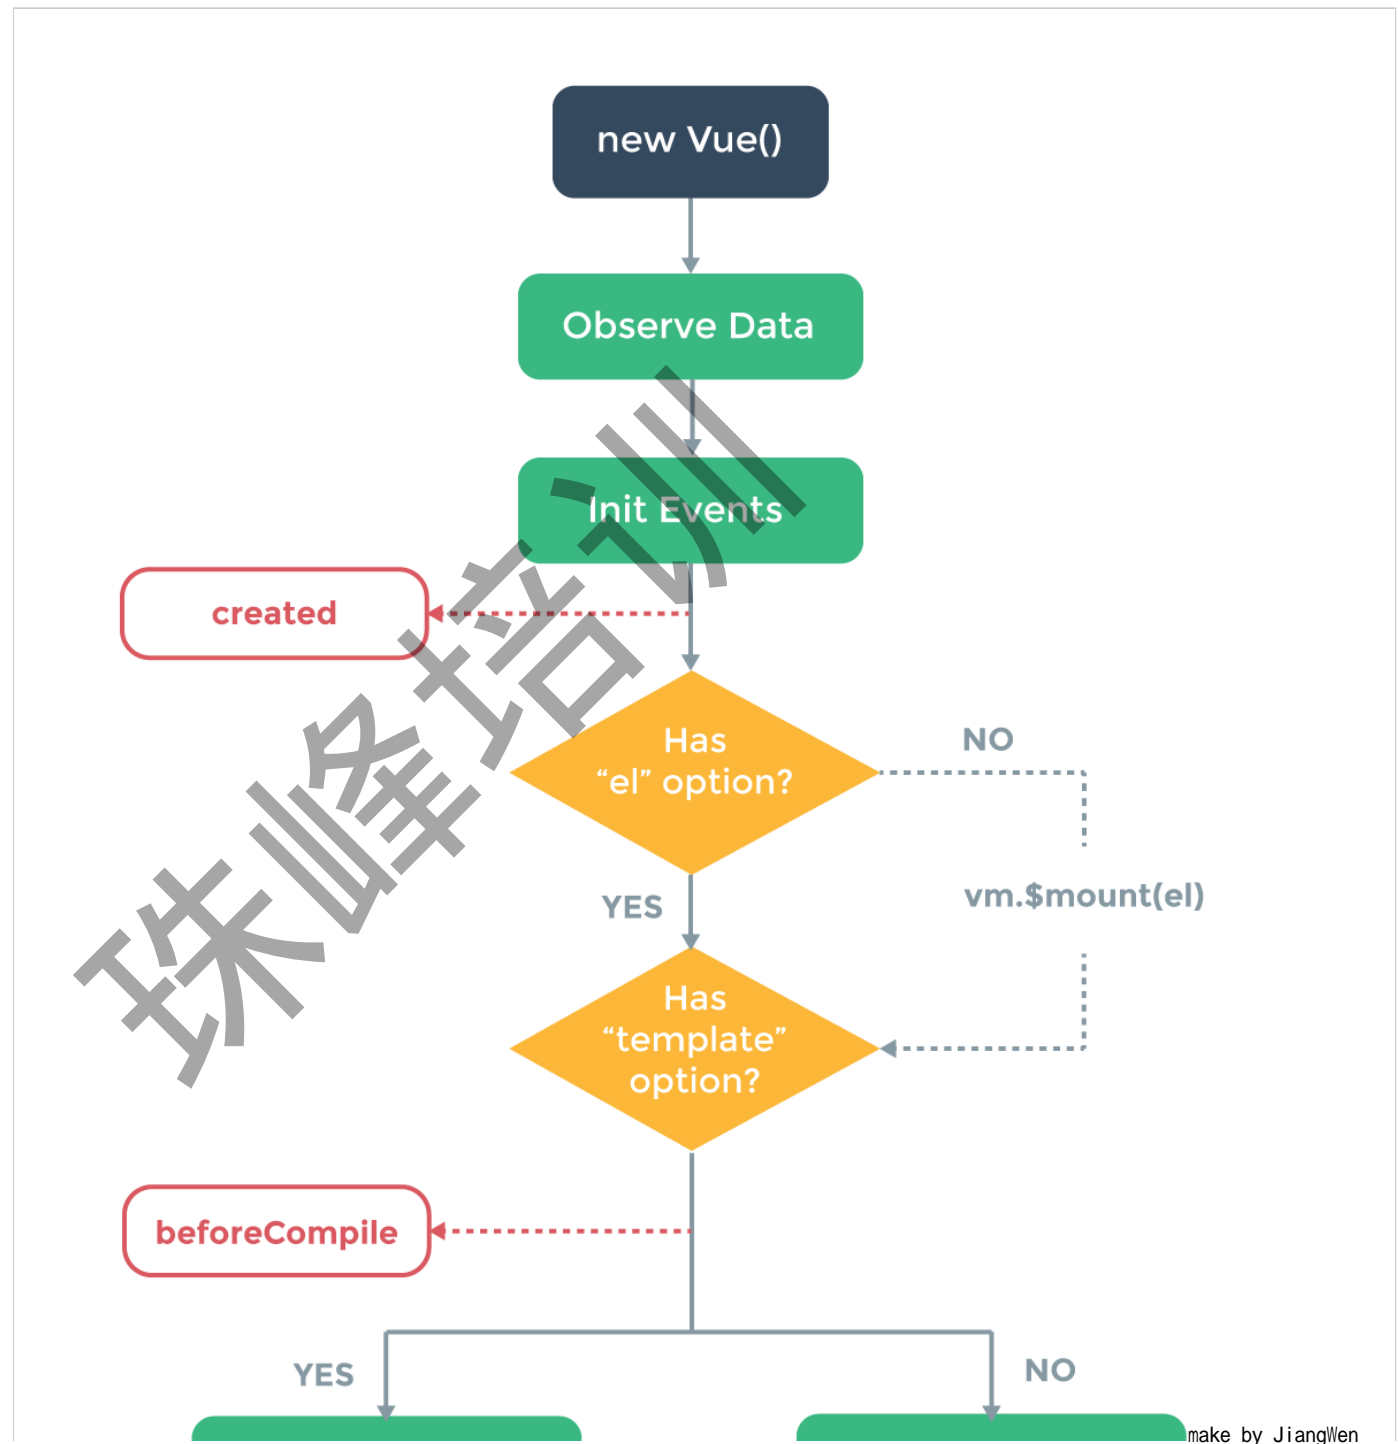 new Vue()
Observe Data
Init Events
created
Has
“el” option?
NO
YES
vm.$mount(el)
Has
“template”
option?
beforeCompile
YES
NO
珠峰培训
make by JiangWen